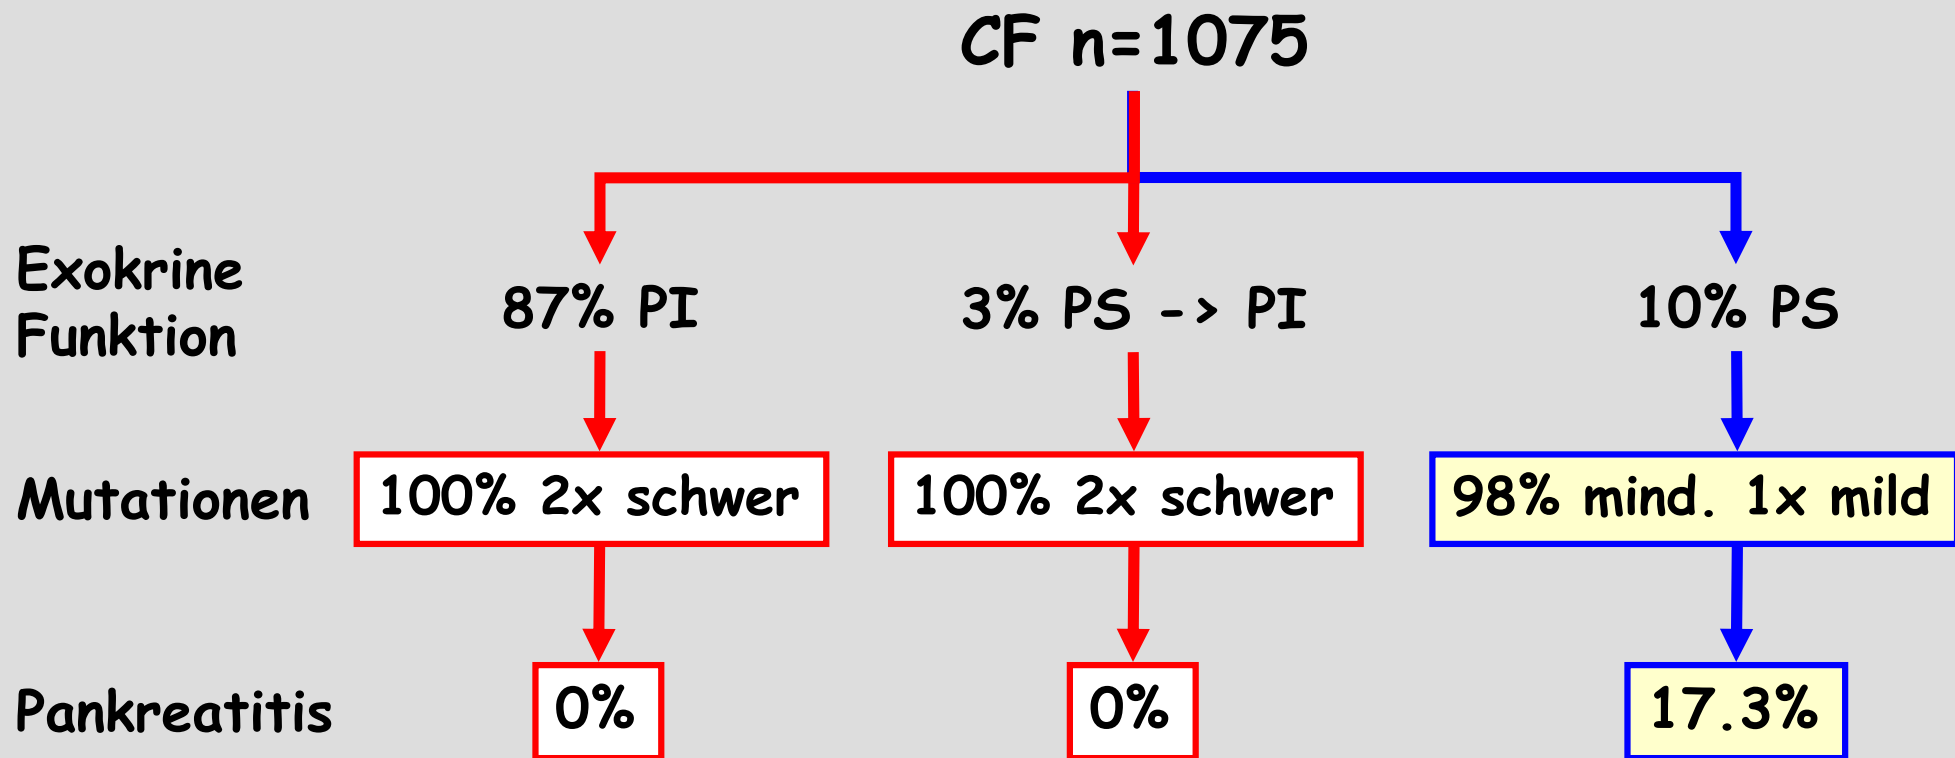 CF n=1075
Exokrine
Funktion
87% PI
3% PS -> PI
10% PS
Mutationen
100% 2x schwer
100% 2x schwer
98% mind. 1x mild
Pankreatitis
0%
0%
17.3%